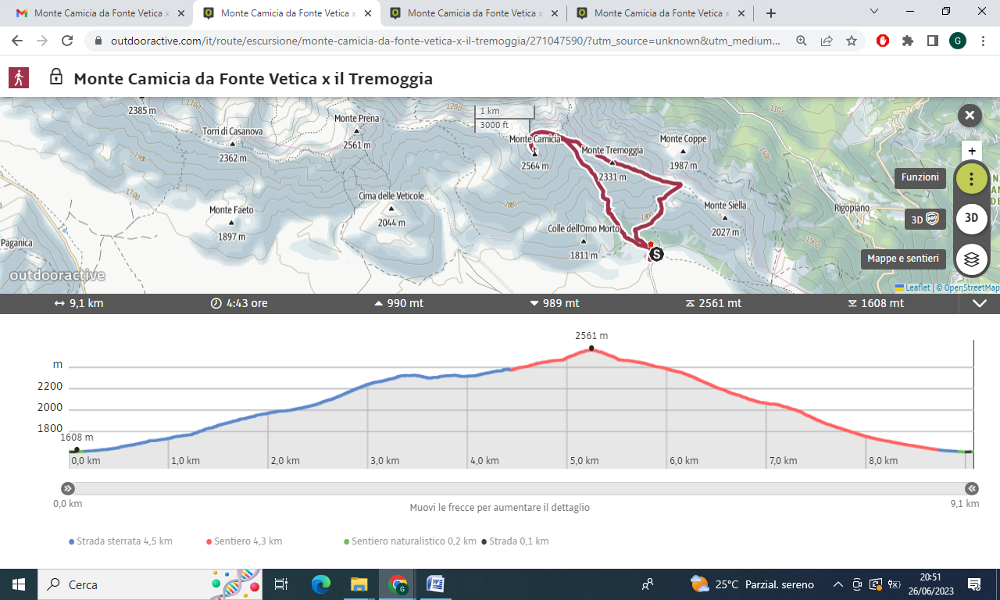 Monte Camicia da Fonte Vetica x
Monte Camicia da Fonte Vetica x
Monte Camicia da Fonte Vetica x
Monte Camicia da Fonte Vetica x
outdooractive.com/it/route/escursione/monte-camicia-da-fonte-vetica-x-il-tremoggia/271047590/?utm_source=unknown&utm_medium...
G
Monte Camicia da Fonte Vetica x il Tremoggia
2385 m
Torri di Casanova
2362 m
Monte Prena
2561 m
1 km
3000 ft
Monte Camicia
2564 m
Monte Tremoggia
2331 m
Monte Coppe
1987 m
Cima delle Veticole
2044 m
Monte Faeto
1897 m
Colle dell'Omo Morto
1811 m
Monte Siella
2027 m
Rigopiano
Paganica
1700
1100
S
+
Funzioni
3D
PRO
3D
Mappe e sentieri
outdooractive
Leaflet | © OpenStreetMap
9,1 km
4:43 ore
990 mt
989 mt
2561 mt
1608 mt
2561 m
m
2200
2000
1800
1608 m
0,0 km
1,0 km
2,0 km
3,0 km
4,0 km
5,0 km
6,0 km
7,0 km
8,0 km
0,0 km
9,1 km
Muovi le frecce per aumentare il dettaglio
Strada sterrata 4,5 km
Sentiero 4,3 km
Sentiero naturalistico 0,2 km
Strada 0,1 km
Cerca
25°C Parzial. sereno
20:51
26/06/2023